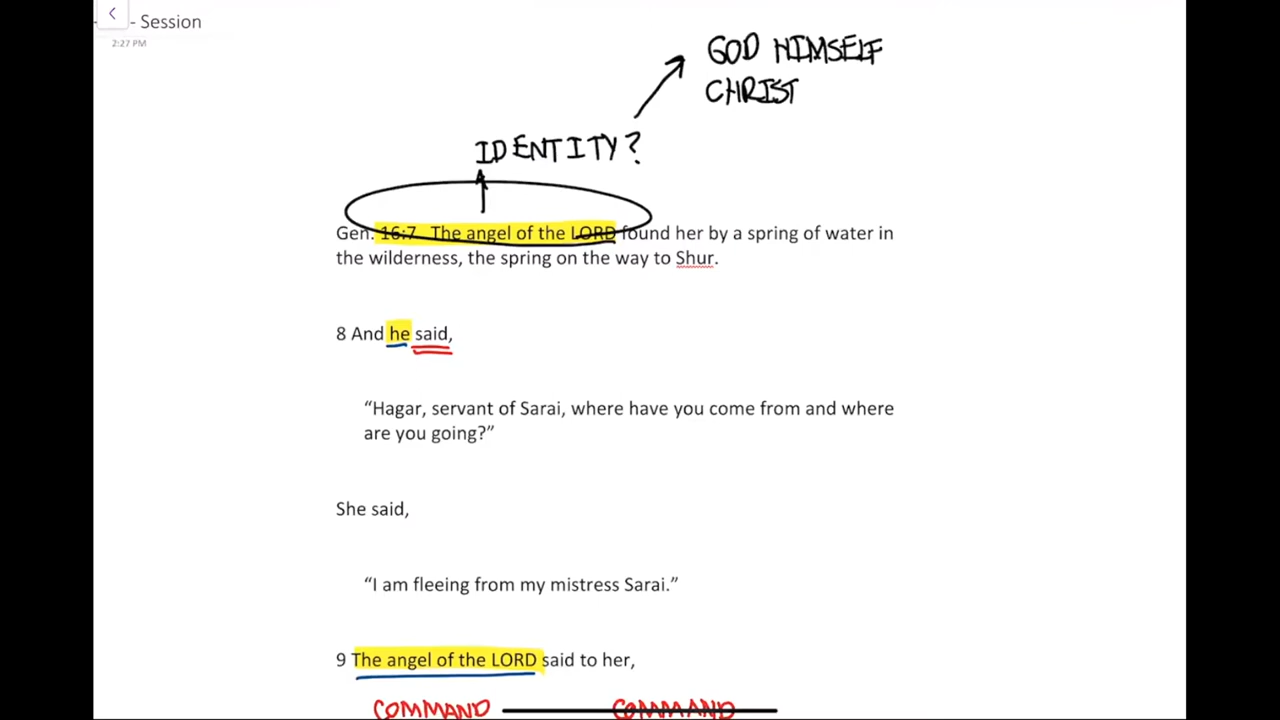 - Session
2:27 PM
GOD HIMSELF
CHRIST
IDENTITY?
Gen. 16:7 The angel of the LORD found her by a spring of water in
the wilderness, the spring on the way to Shur.
8 And he said,
“Hagar, servant of Sarai, where have you come from and where
are you going?”
She said,
“I am fleeing from my mistress Sarai.”
9 The angel of the LORD said to her,
COMMAND COMMAND